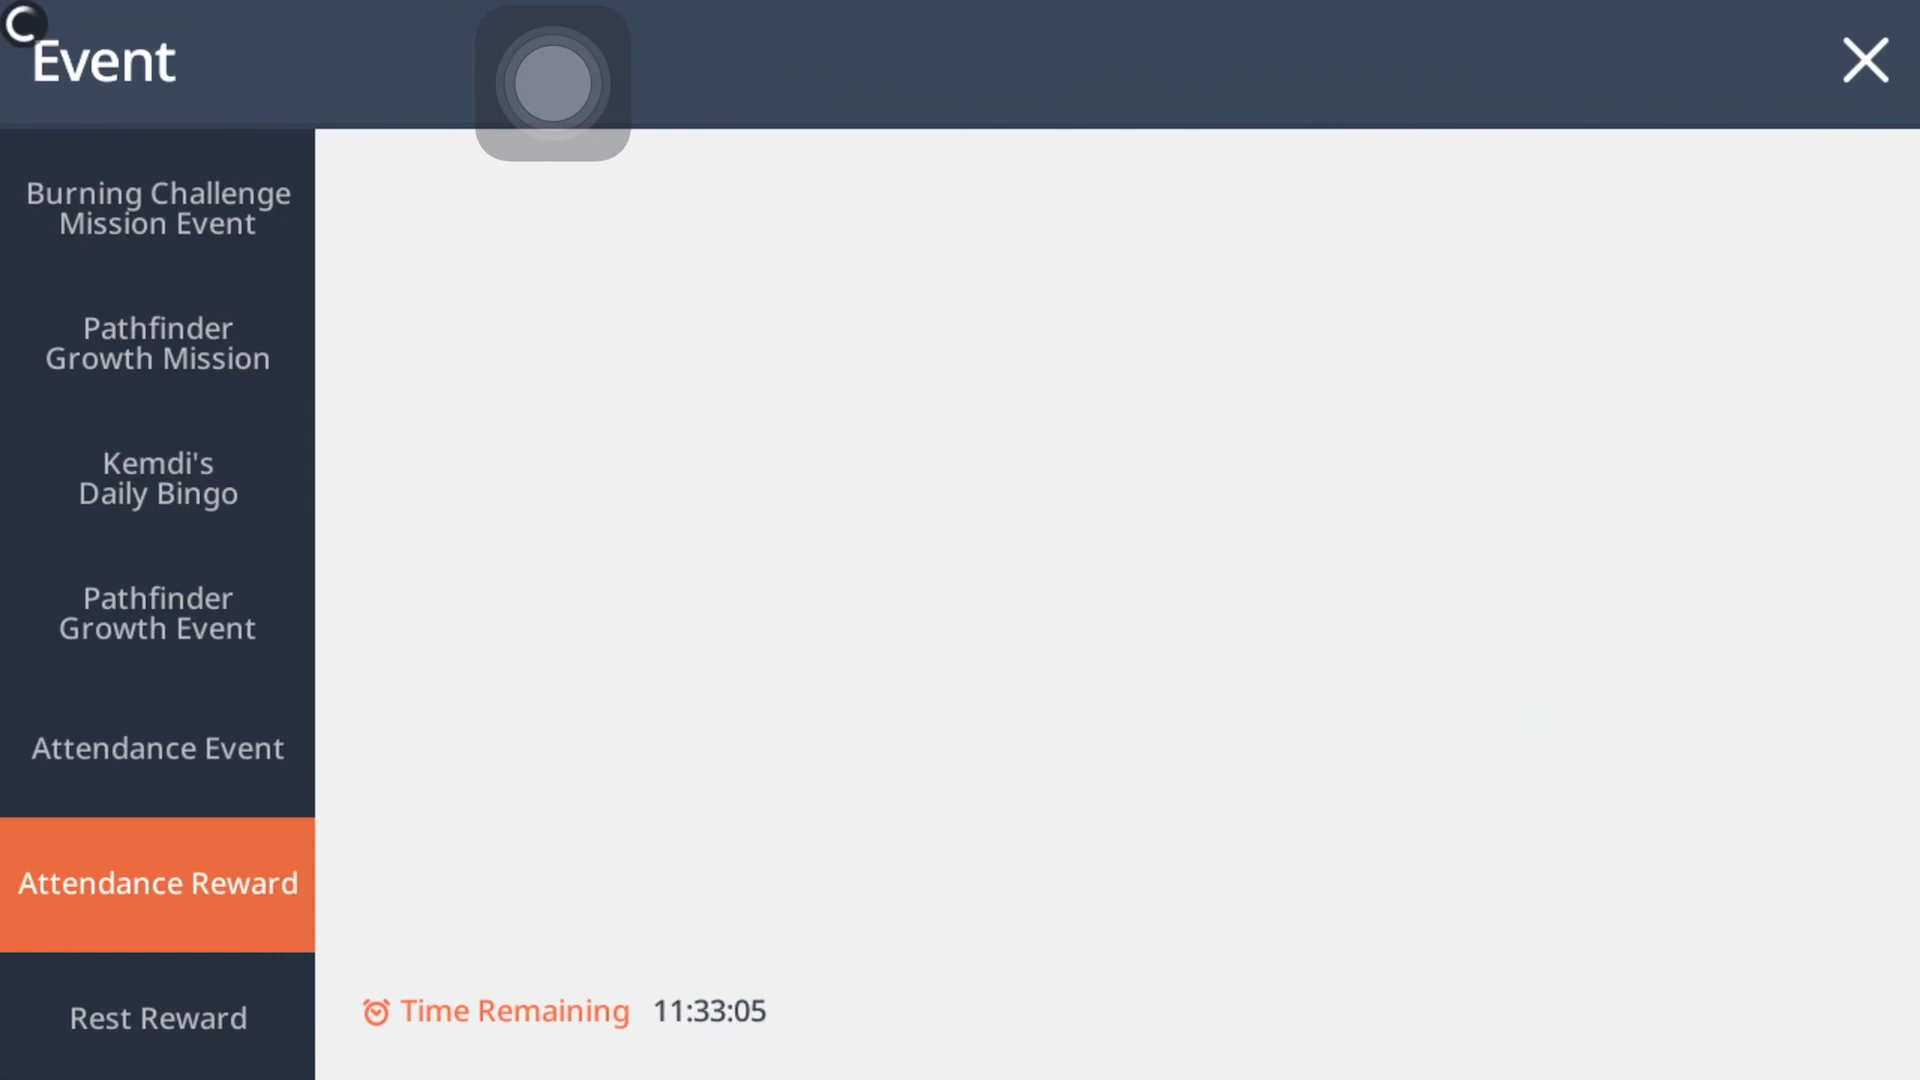 Event
Burning Challenge
Mission Event
Pathfinder
Growth Mission
Kemdi's
Daily Bingo
Pathfinder
Growth Event
Attendance Event
Attendance Reward
Rest Reward
Time Remaining 11:33:05